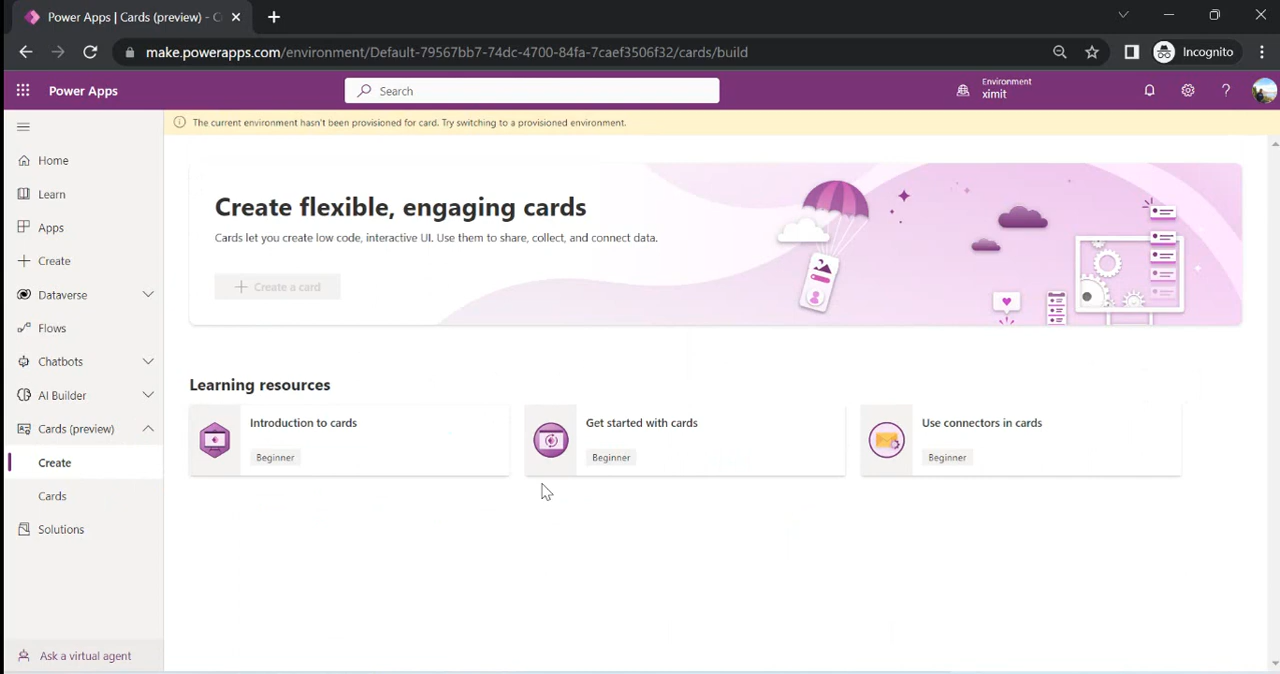 Power Apps | Cards (preview) - C
make.powerapps.com/environment/Default-79567bb7-74dc-4700-84fa-7caef3506f32/cards/build
Incognito
Power Apps
Search
Environment
ximit
The current environment hasn't been provisioned for card. Try switching to a provisioned environment.
Home
Learn
Apps
Create
Dataverse
Flows
Chatbots
AI Builder
Cards (preview)
Create
Cards
Solutions
Ask a virtual agent
Create flexible, engaging cards
Cards let you create low code, interactive UI. Use them to share, collect, and connect data.
Create a card
Learning resources
Introduction to cards
Beginner
Get started with cards
Beginner
Use connectors in cards
Beginner